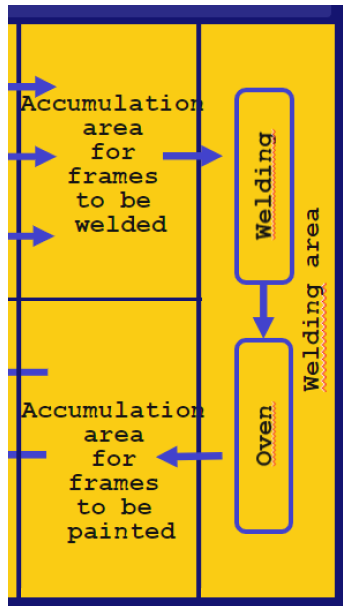 Accumulation
area
for
frames
to be
welded
Welding
Welding area
Accumulation
area
for
frames
to be
painted
Oven